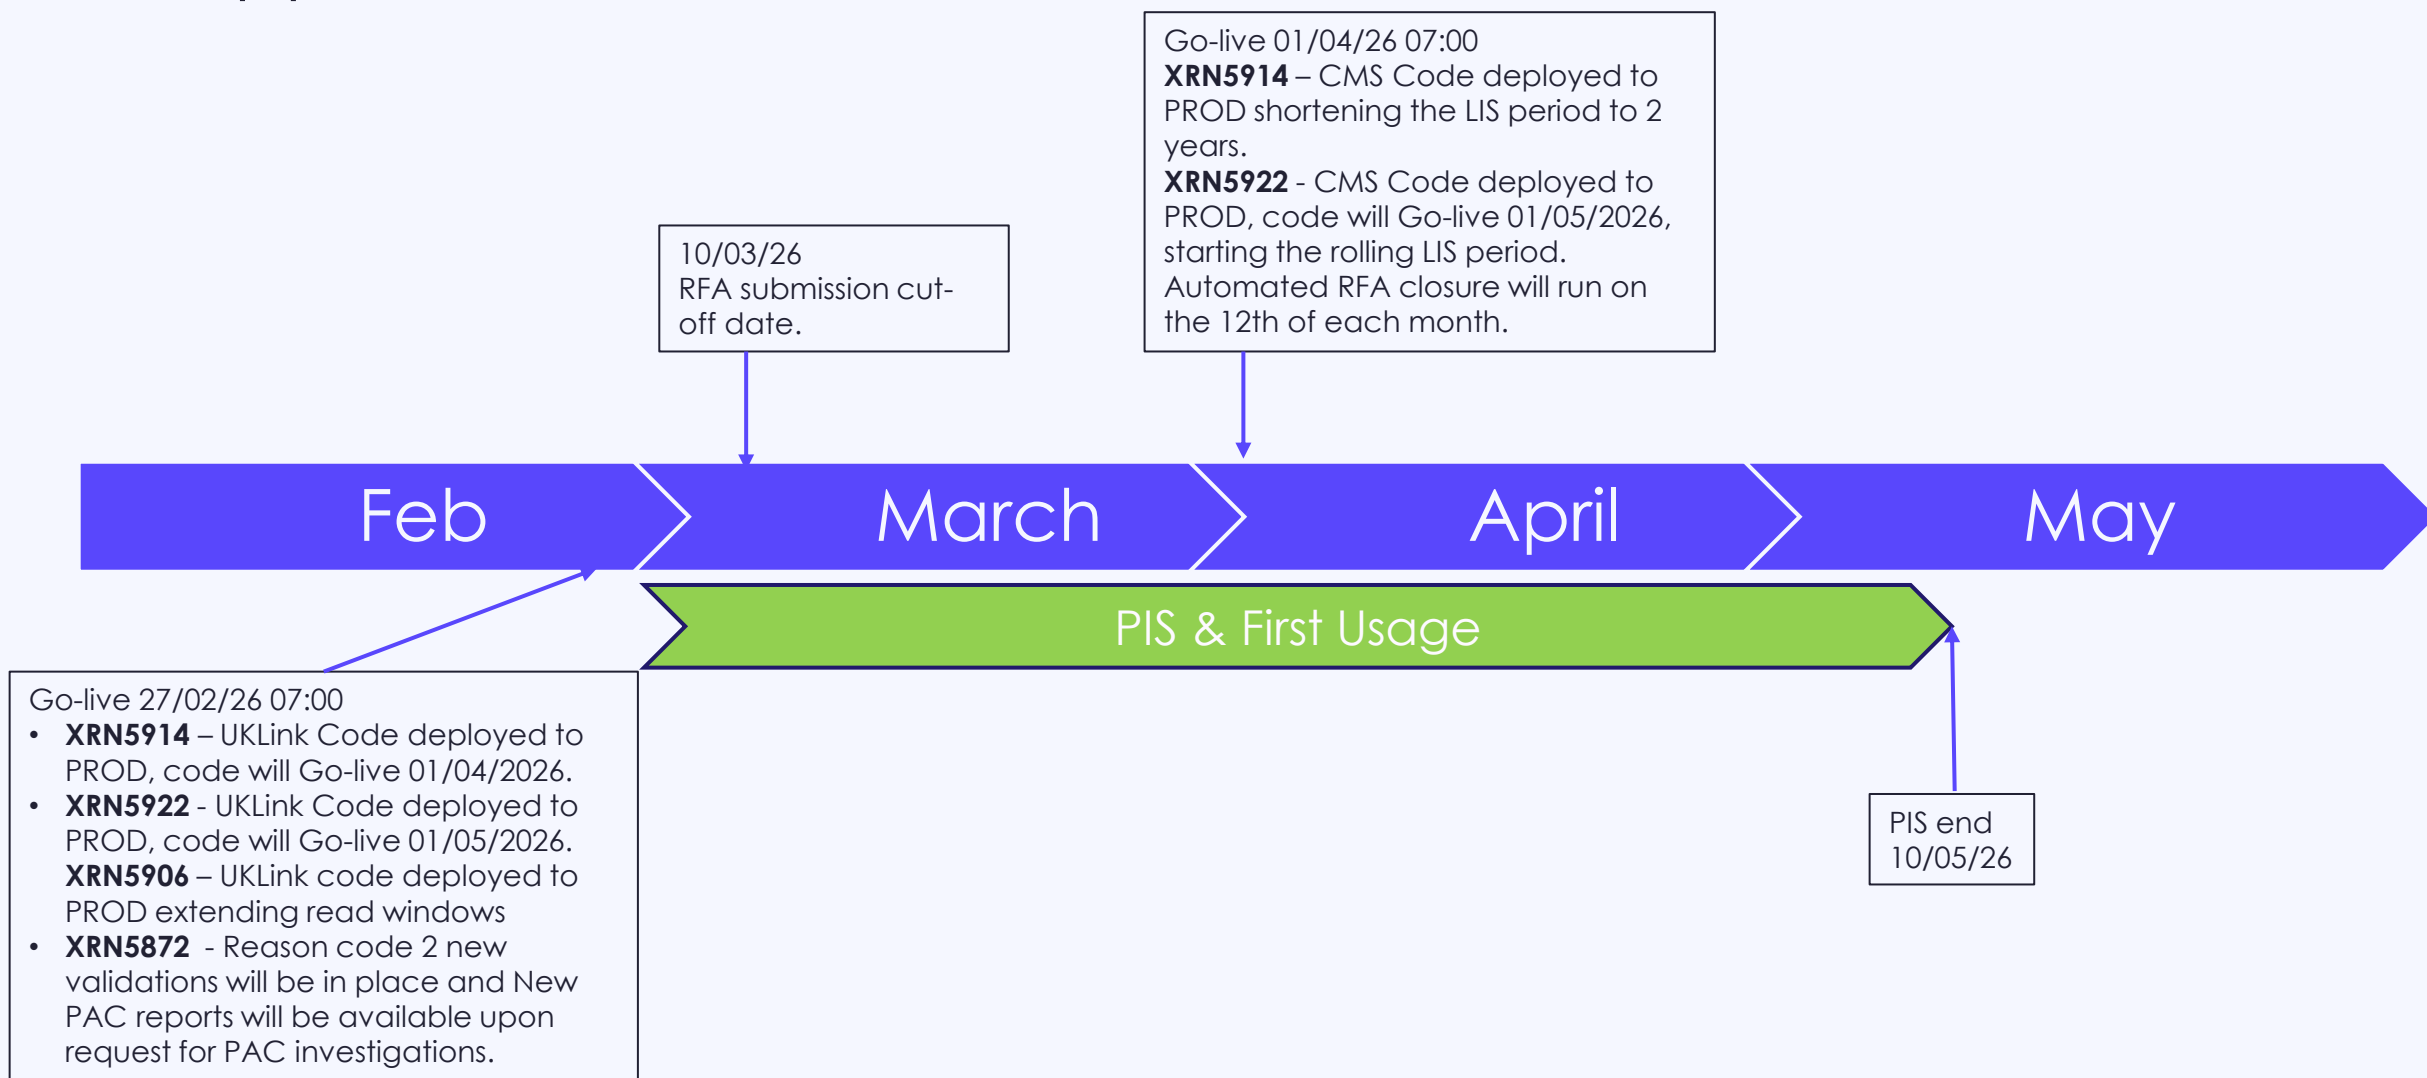 Go-live 01/04/26 07:00
XRN5914 – CMS Code deployed to
PROD shortening the LIS period to 2
years.
XRN5922 - CMS Code deployed to
PROD, code will Go-live 01/05/2026,
starting the rolling LIS period.
Automated RFA closure will run on
the 12th of each month.
10/03/26
RFA submission cut-
off date.
Feb
March
April
May
PIS & First Usage
Go-live 27/02/26 07:00
• XRN5914 – UKLink Code deployed to
PROD, code will Go-live 01/04/2026.
• XRN5922 - UKLink Code deployed to
PROD, code will Go-live 01/05/2026.
XRN5906 – UKLink code deployed to
PROD extending read windows
• XRN5872 - Reason code 2 new
validations will be in place and New
PAC reports will be available upon
request for PAC investigations.
PIS end
10/05/26